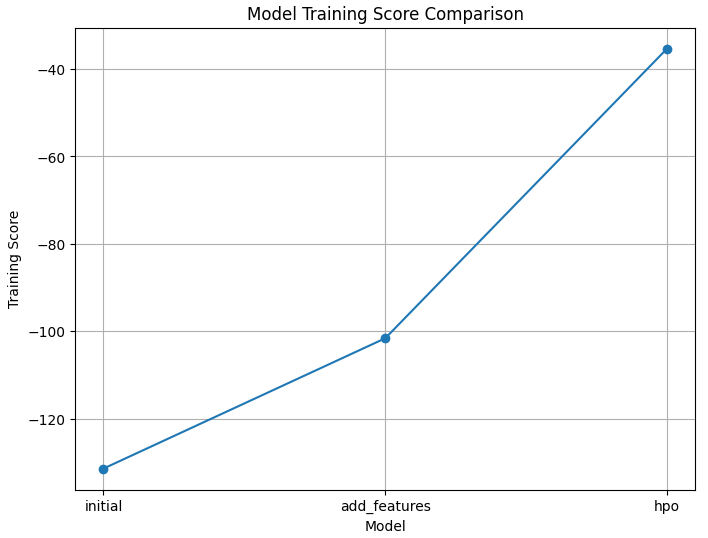 Model Training Score Comparison
Training Score
−40
−60
−80
−100
−120
initial
add_features
hpo
Model